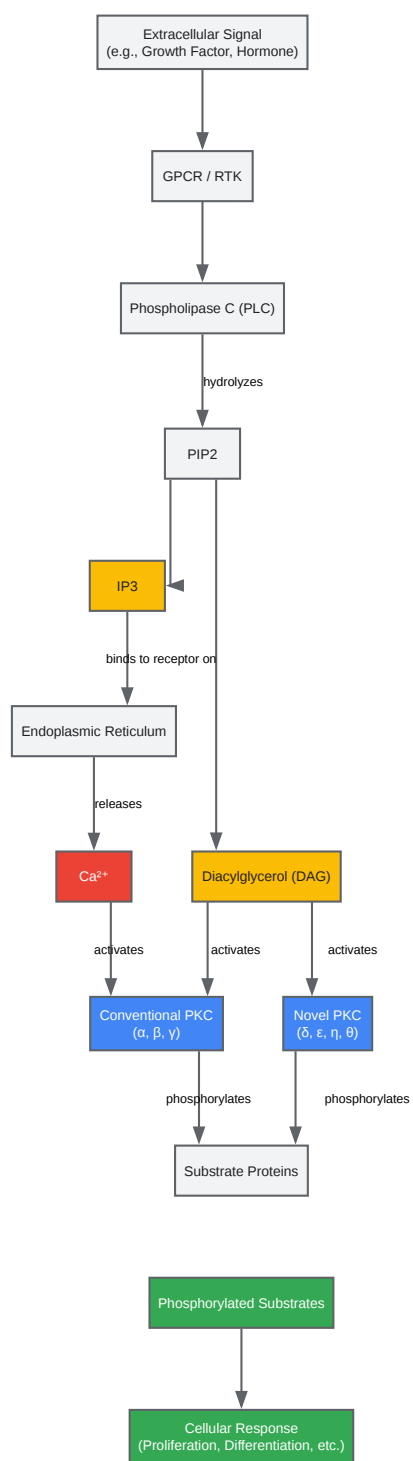 Extracellular Signal
(e.g., Growth Factor, Hormone)
GPCR / RTK
Phospholipase C (PLC)
hydrolyzes
PIP2
IP3
binds to receptor on
Endoplasmic Reticulum
releases
Ca²⁺
Diacylglycerol (DAG)
activates
activates
activates
Conventional PKC
(α, β, γ)
Novel PKC
(δ, ε, η, θ)
phosphorylates
phosphorylates
Substrate Proteins
Phosphorylated Substrates
Cellular Response
(Proliferation, Differentiation, etc.)